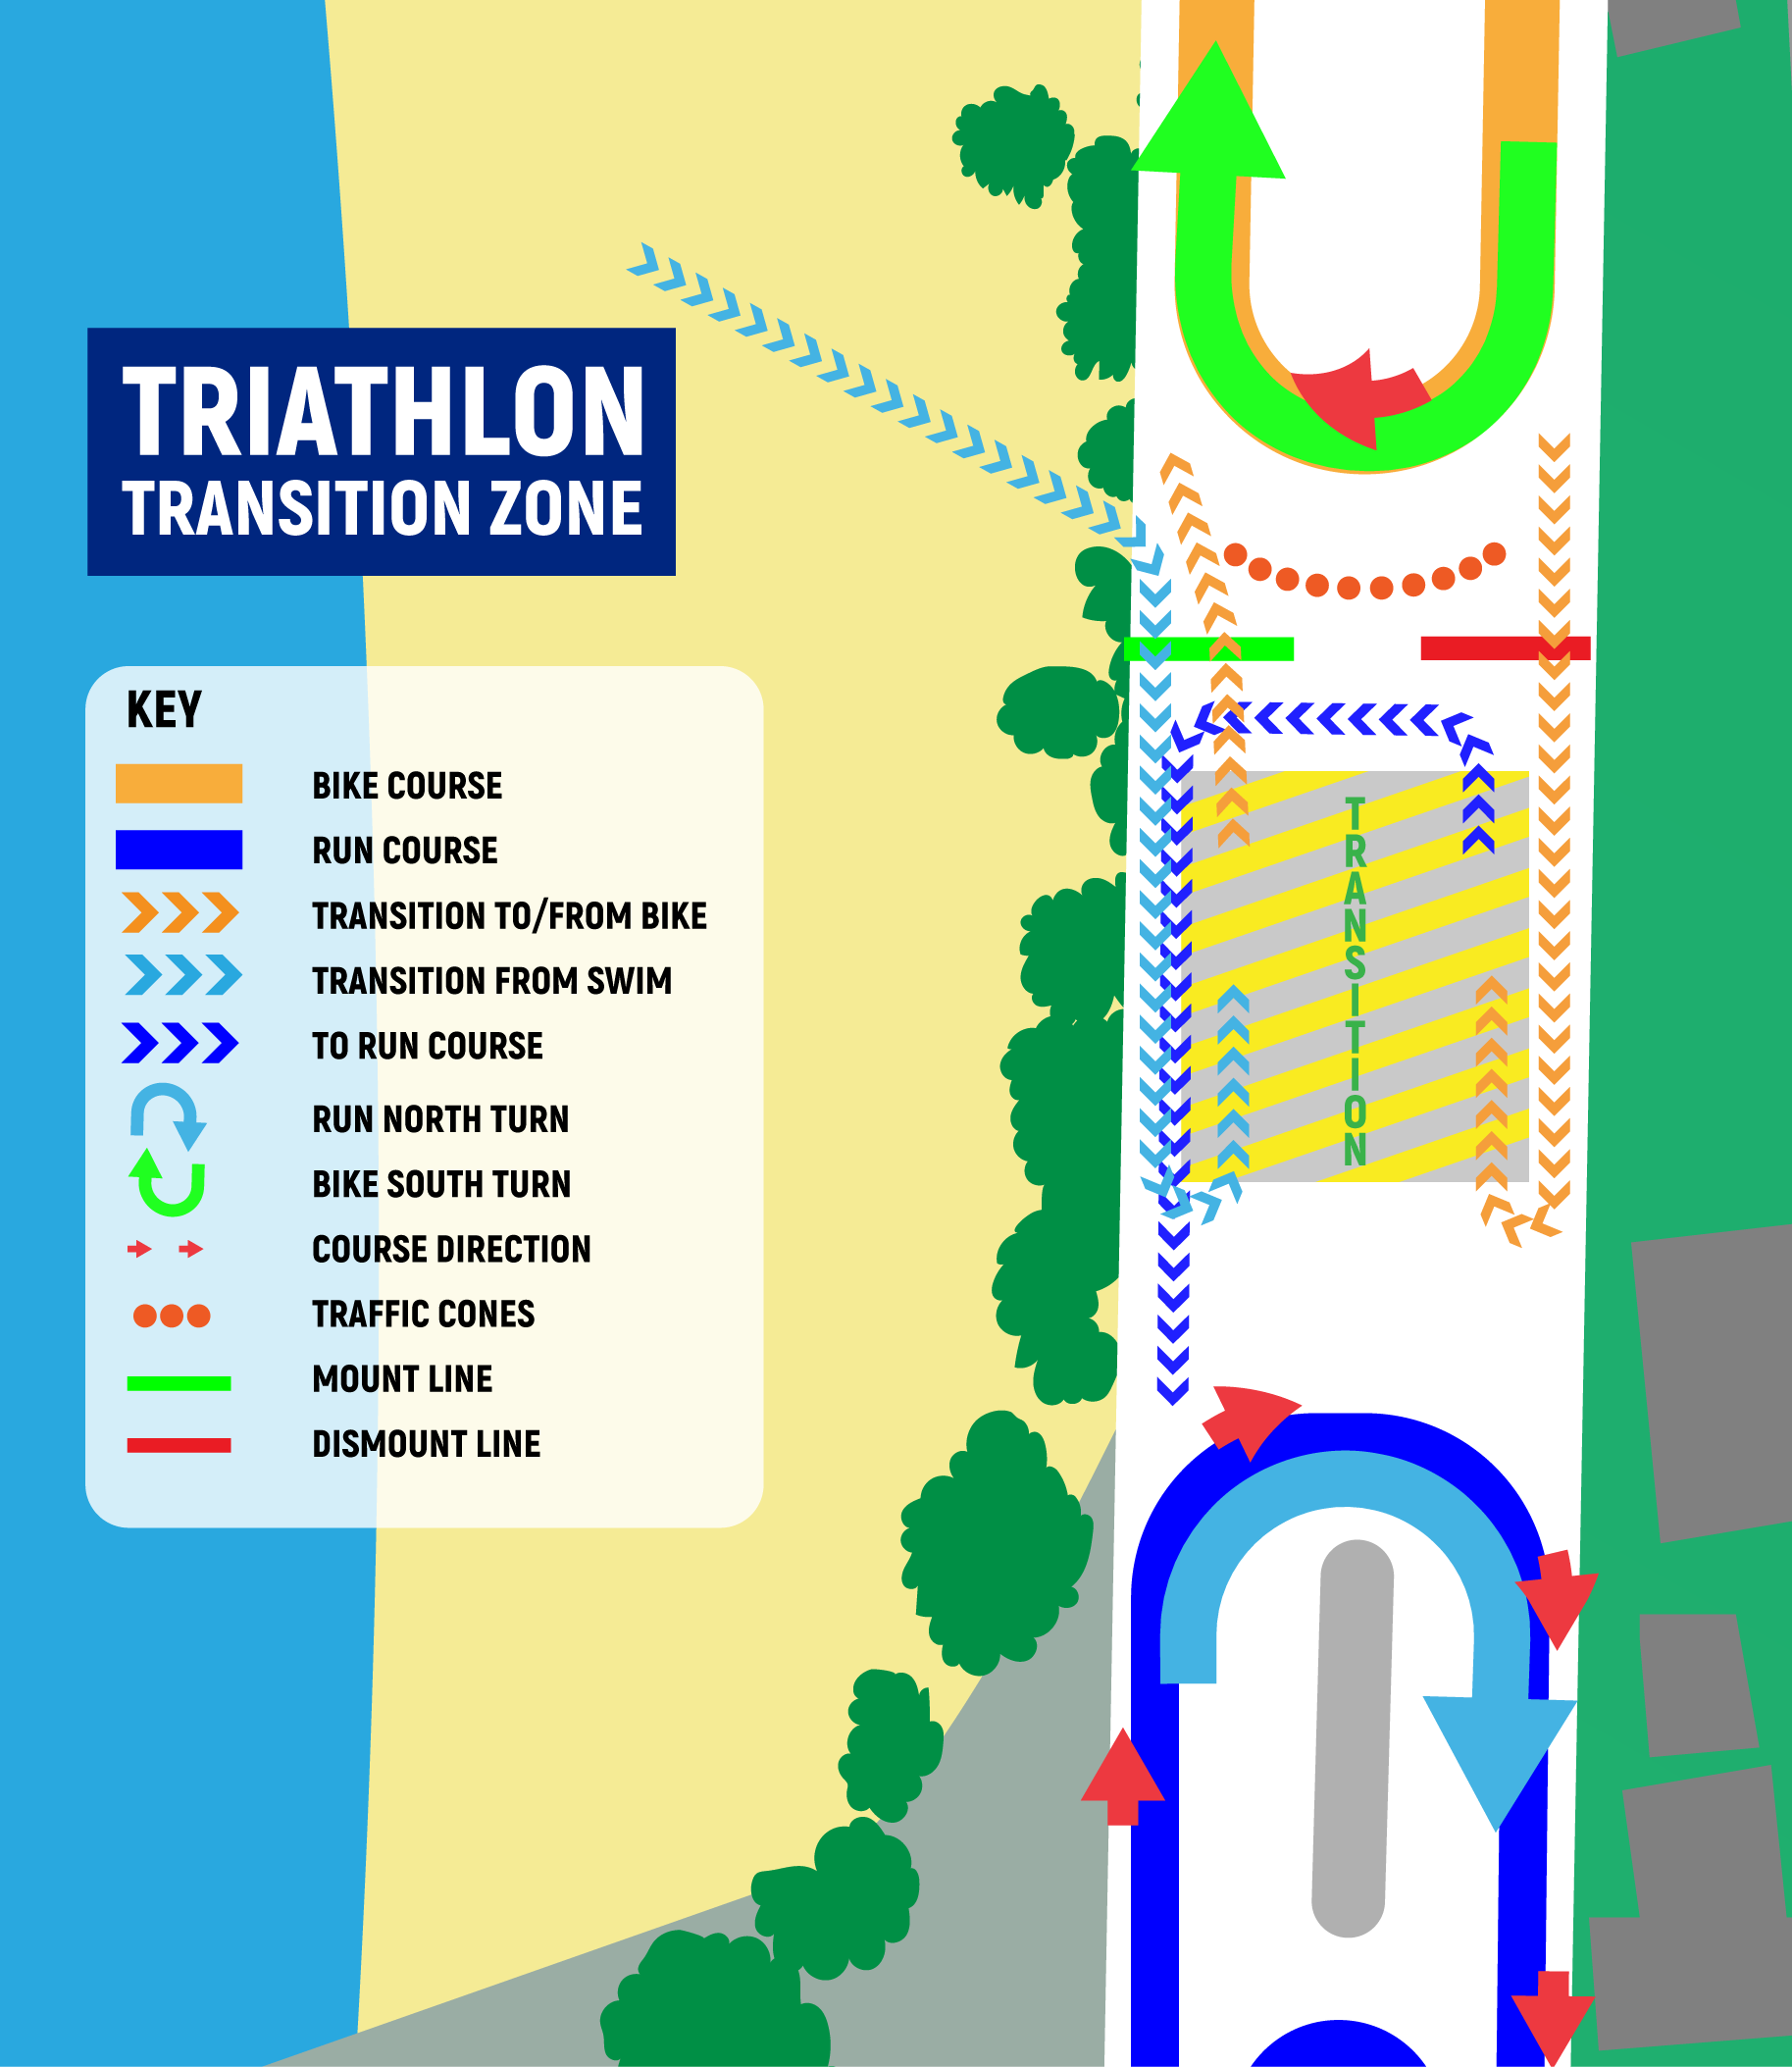 TRIATHLON
TRANSITION ZONE
KEY
BIKE COURSE
RUN COURSE
TRANSITION TO/FROM BIKE
TRANSITION FROM SWIM
TO RUN COURSE
RUN NORTH TURN
BIKE SOUTH TURN
COURSE DIRECTION
TRAFFIC CONES
MOUNT LINE
DISMOUNT LINE
TRANSITION